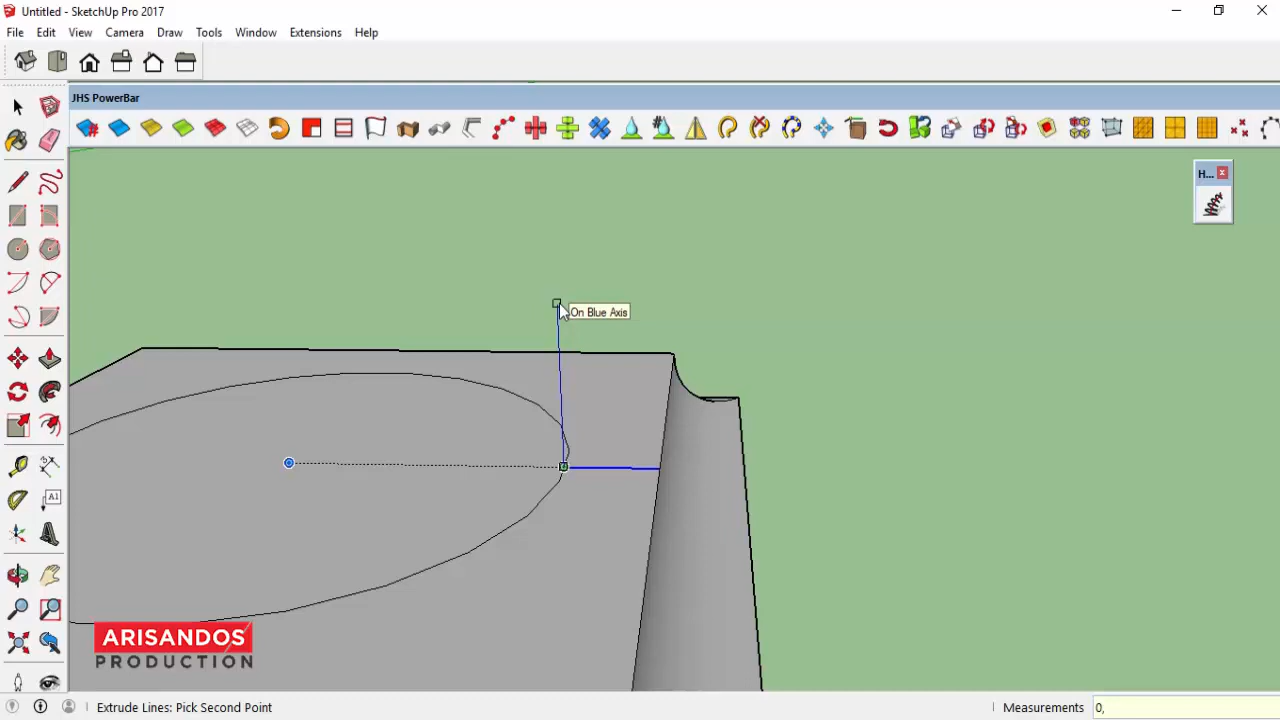 Untitled - SketchUp Pro 2017
File Edit View Camera Draw Tools Window Extensions Help
JHS PowerBar
H...
On Blue Axis
A1
ARISANDOS
PRODUCTION
Extrude Lines: Pick Second Point
Measurements 0,